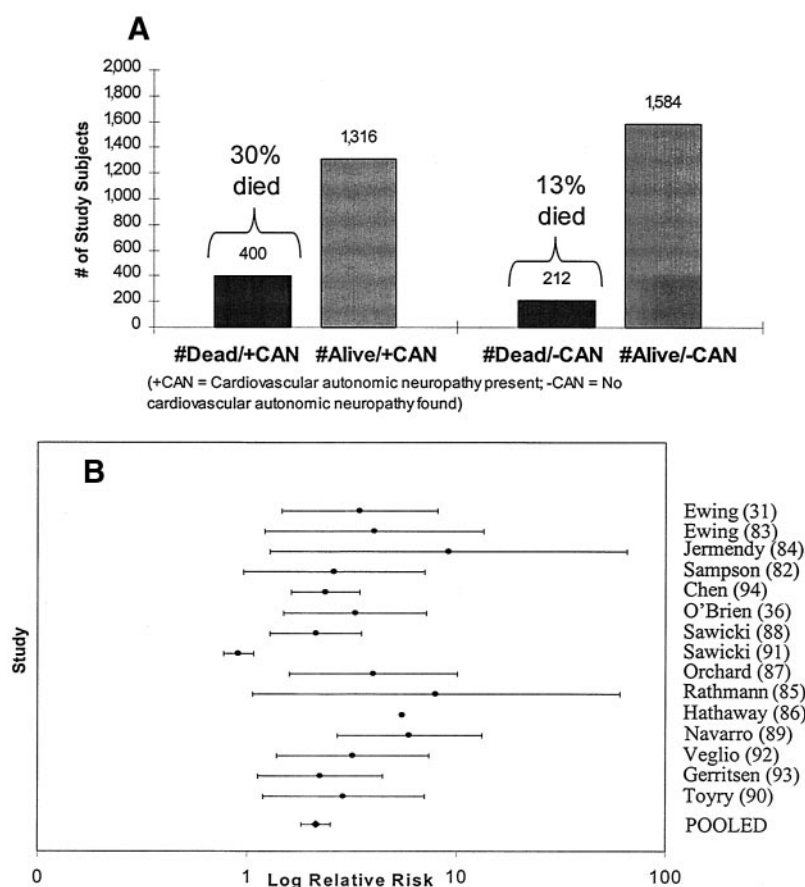 A
2,000
1,800
1,600
1,400
1,200
1,000
800
600
400
200
0
# of Study Subjects
30%
died
400
1,316
13%
died
212
1,584
#Dead/+CAN
#Alive/+CAN
#Dead/-CAN
#Alive/-CAN
(+CAN = Cardiovascular autonomic neuropathy present; -CAN = No
cardiovascular autonomic neuropathy found)
B
Study
Ewing (31)
Ewing (83)
Jermendy (84)
Sampson (82)
Chen (94)
O'Brien (36)
Sawicki (88)
Sawicki (91)
Orchard (87)
Rathmann (85)
Hathaway (86)
Navarro (89)
Veglio (92)
Gerritsen (93)
Toyry (90)
POOLED
0
1
10
100
Log Relative Risk